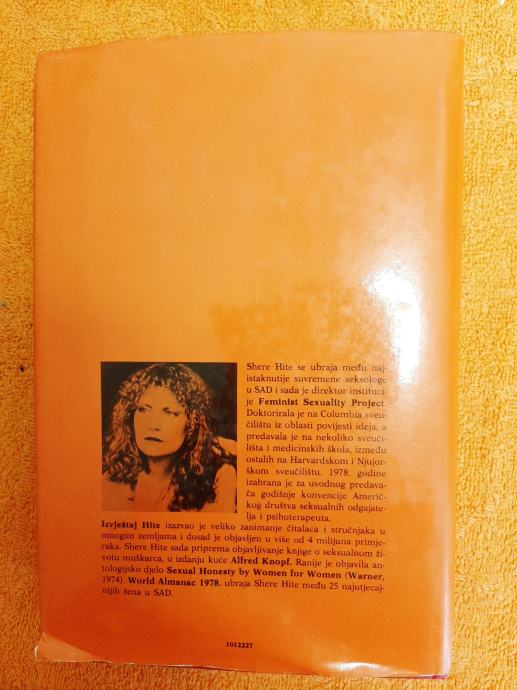 Shere Hite se ubraja među naj-
istaknutije suvremene seksologe
u SAD i sada je direktor instituci-
je Feminist Sexuality Project.
Doktorirala je na Columbia sveu-
čilištu iz oblasti povijesti ideja, a
predavala je na nekoliko sveuči-
lišta i medicinskih škola, između
ostalih na Harvardskom i Njujor-
škom sveučilištu. 1978. godine
izabrana je za uvodnog predava-
ča godišnje konvencije Američ-
kog društva seksualnih odgajate-
lja i psihoterapeuta.
Izvještaj Hite izazvao je veliko zanimanje čitalaca i stručnjaka u
mnogim zemljama i dosad je objavljen u više od 4 milijuna primje-
raka. Shere Hite sada priprema objavljivanje knjige o seksualnom ži-
votu muškarca, u izdanju kuće Alfred Knopf. Ranije je objavila an-
tologijsko djelo Sexual Honesty by Women for Women (Warner,
1974). World Almanac 1978. ubraja Shere Hite među 25 najutjecaj-
nijih žena u SAD.
1012227